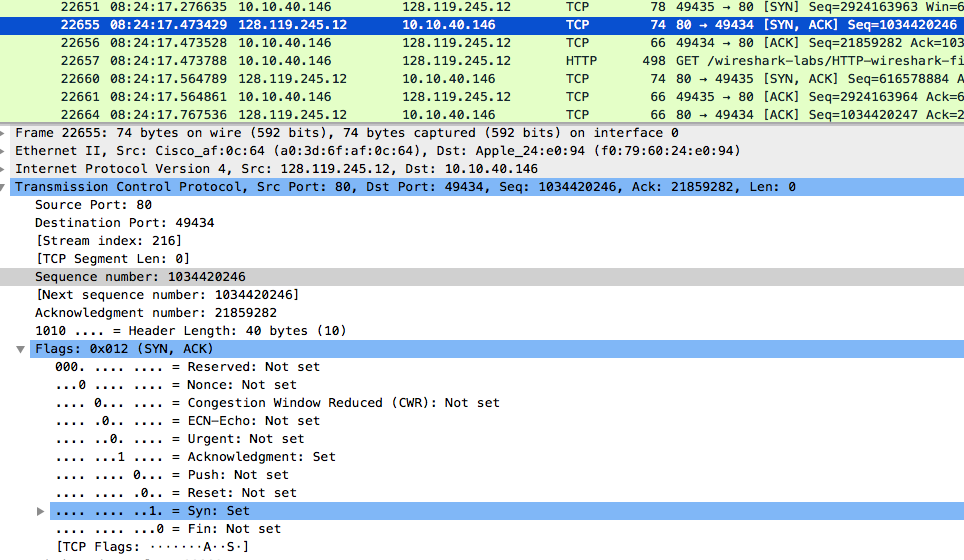 22651 08:24:17.276635 10.10.40.146 128.119.245.12 TCP 78 49435 → 80 [SYN] Seq=2924163963 Win=6
22655 08:24:17.473429 128.119.245.12 10.10.40.146 TCP 74 80 → 49434 [SYN, ACK] Seq=1034420246
22656 08:24:17.473528 10.10.40.146 128.119.245.12 TCP 66 49434 → 80 [ACK] Seq=21859282 Ack=103
22657 08:24:17.473788 10.10.40.146 128.119.245.12 HTTP 498 GET /wireshark-labs/HTTP-wireshark-fi
22660 08:24:17.564789 128.119.245.12 10.10.40.146 TCP 74 80 → 49435 [SYN, ACK] Seq=616578884 A
22661 08:24:17.564861 10.10.40.146 128.119.245.12 TCP 66 49435 → 80 [ACK] Seq=2924163964 Ack=6
22664 08:24:17.767536 128.119.245.12 10.10.40.146 TCP 66 80 → 49434 [ACK] Seq=1034420247 Ack=2
Frame 22655: 74 bytes on wire (592 bits), 74 bytes captured (592 bits) on interface 0
Ethernet II, Src: Cisco_af:0c:64 (a0:3d:6f:af:0c:64), Dst: Apple_24:e0:94 (f0:79:60:24:e0:94)
Internet Protocol Version 4, Src: 128.119.245.12, Dst: 10.10.40.146
Transmission Control Protocol, Src Port: 80, Dst Port: 49434, Seq: 1034420246, Ack: 21859282, Len: 0
Source Port: 80
Destination Port: 49434
[Stream index: 216]
[TCP Segment Len: 0]
Sequence number: 1034420246
[Next sequence number: 1034420246]
Acknowledgment number: 21859282
1010 .... = Header Length: 40 bytes (10)
Flags: 0x012 (SYN, ACK)
000. .... .... = Reserved: Not set
...0 .... .... = Nonce: Not set
.... 0... .... = Congestion Window Reduced (CWR): Not set
.... .0.. .... = ECN-Echo: Not set
.... ..0. .... = Urgent: Not set
.... ...1 .... = Acknowledgment: Set
.... .... 0... = Push: Not set
.... .... .0.. = Reset: Not set
.... .... ..1. = Syn: Set
.... .... ...0 = Fin: Not set
[TCP Flags: ·······A··S·]